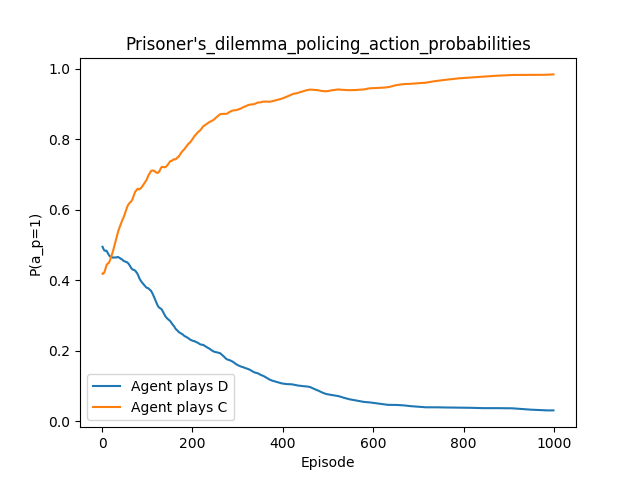 Prisoner's_dilemma_policing_action_probabilities
1.0
0.8
0.6
0.4
0.2
0.0
P(a_p=1)
Agent plays D
Agent plays C
0 200 400 600 800 1000
Episode